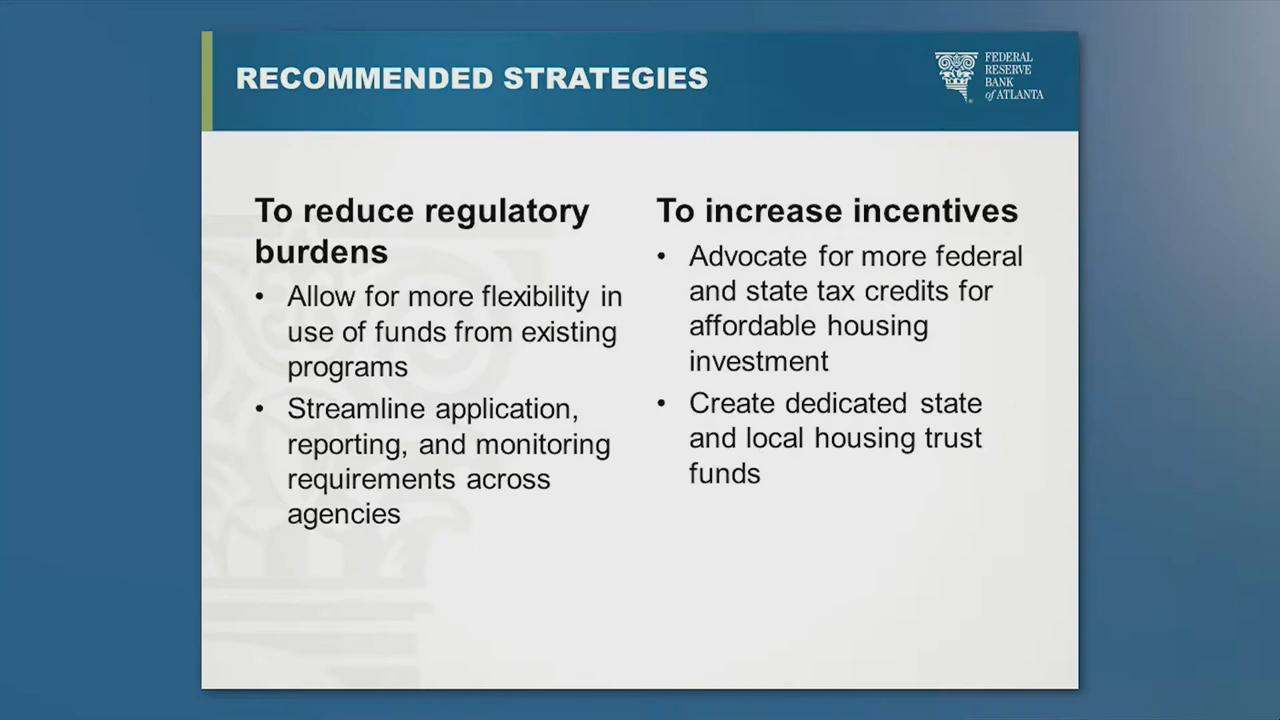 RECOMMENDED STRATEGIES
FEDERAL
RESERVE
BANK
of ATLANTA
To reduce regulatory
burdens
• Allow for more flexibility in
use of funds from existing
programs
• Streamline application,
reporting, and monitoring
requirements across
agencies
To increase incentives
• Advocate for more federal
and state tax credits for
affordable housing
investment
• Create dedicated state
and local housing trust
funds